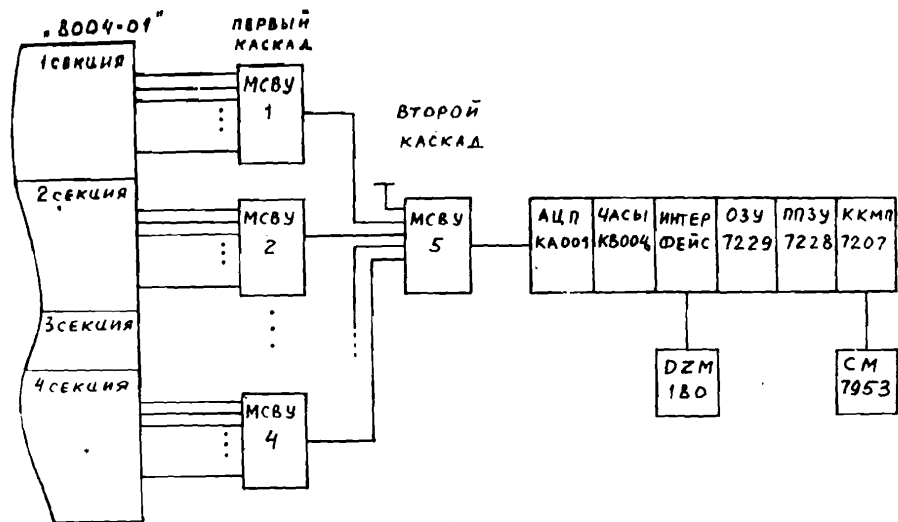 „8004-01"
1 СЕКЦИЯ
2 СЕКЦИЯ
3 СЕКЦИЯ
4 СЕКЦИЯ
ПЕРВЫЙ
КАСКАД
МСВУ
1
МСВУ
2
МСВУ
4
ВТОРОЙ
КАСКАД
МСВУ
5
АЦП
КА001
ЧАСЫ
КВ004
ИНТЕР
ФЕЙС
ОЗУ
7229
ППЗУ
7228
ККМП
7207
DZM
180
СМ
7953